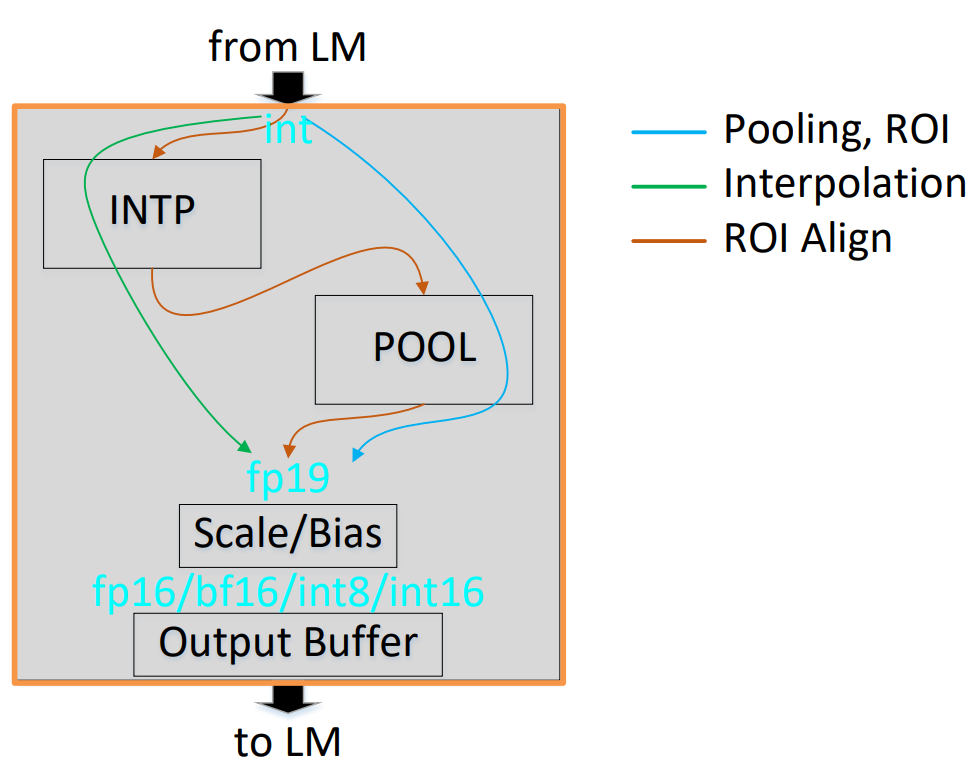 from LM
int
INTP
POOL
fp19
Scale/Bias
fp16/bf16/int8/int16
Output Buffer
to LM
Pooling, ROI
Interpolation
ROI Align